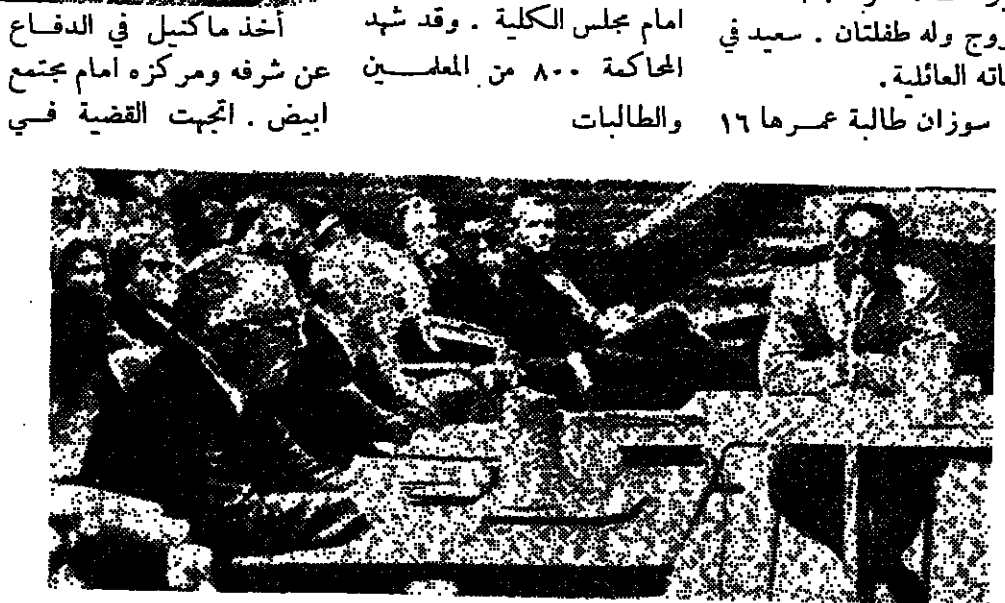 روج وله طفلتان . سعيد في
ياته العائلية .
سوزان طالبة عمرها ١٦
امام مجلس الكلية . وقد شهد
المحاكمة ٨٠٠ من المعلمين
والطالبات
أخذ ماكنيل في الدفاع
عن شرفه ومركزه امام مجتمع
ابيض . اتجهت القضية في